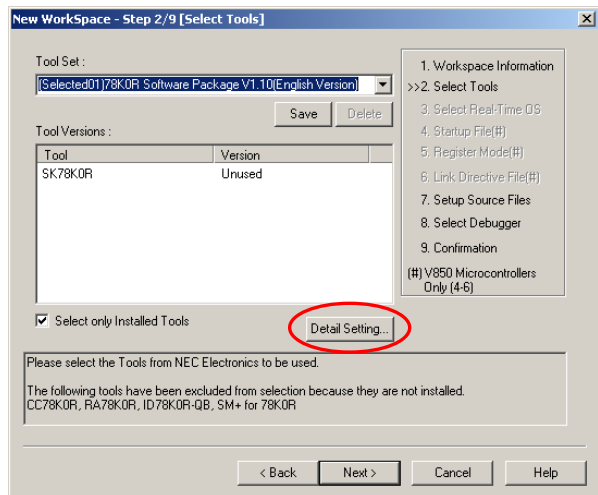 New WorkSpace - Step 2/9 [Select Tools]
Tool Set :
(Selected01)78K0R Software Package V1.10(English Version)
Save
Delete
Tool Versions :
Tool
Version
SK78K0R
Unused
Select only Installed Tools
Detail Setting...
1. Workspace Information
>>2. Select Tools
3. Select Real-Time OS
4. Startup File(#)
5. Register Mode(#)
6. Link Directive File(#)
7. Setup Source Files
8. Select Debugger
9. Confirmation
(#) V850 Microcontrollers
Only (4-6)
Please select the Tools from NEC Electronics to be used.
The following tools have been excluded from selection because they are not installed.
CC78K0R, RA78K0R, ID78K0R-QB, SM+ for 78K0R
< Back
Next >
Cancel
Help